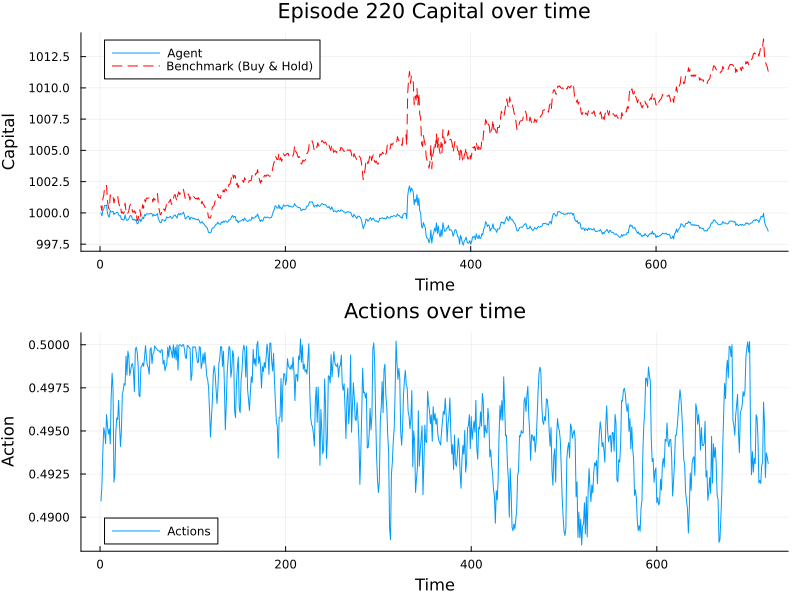 Episode 220 Capital over time
Capital
1012.5
1010.0
1007.5
1005.0
1002.5
1000.0
997.5
Agent
Benchmark (Buy & Hold)
0
200
400
600
Time
Actions over time
Action
0.5000
0.4975
0.4950
0.4925
0.4900
Actions
0
200
400
600
Time